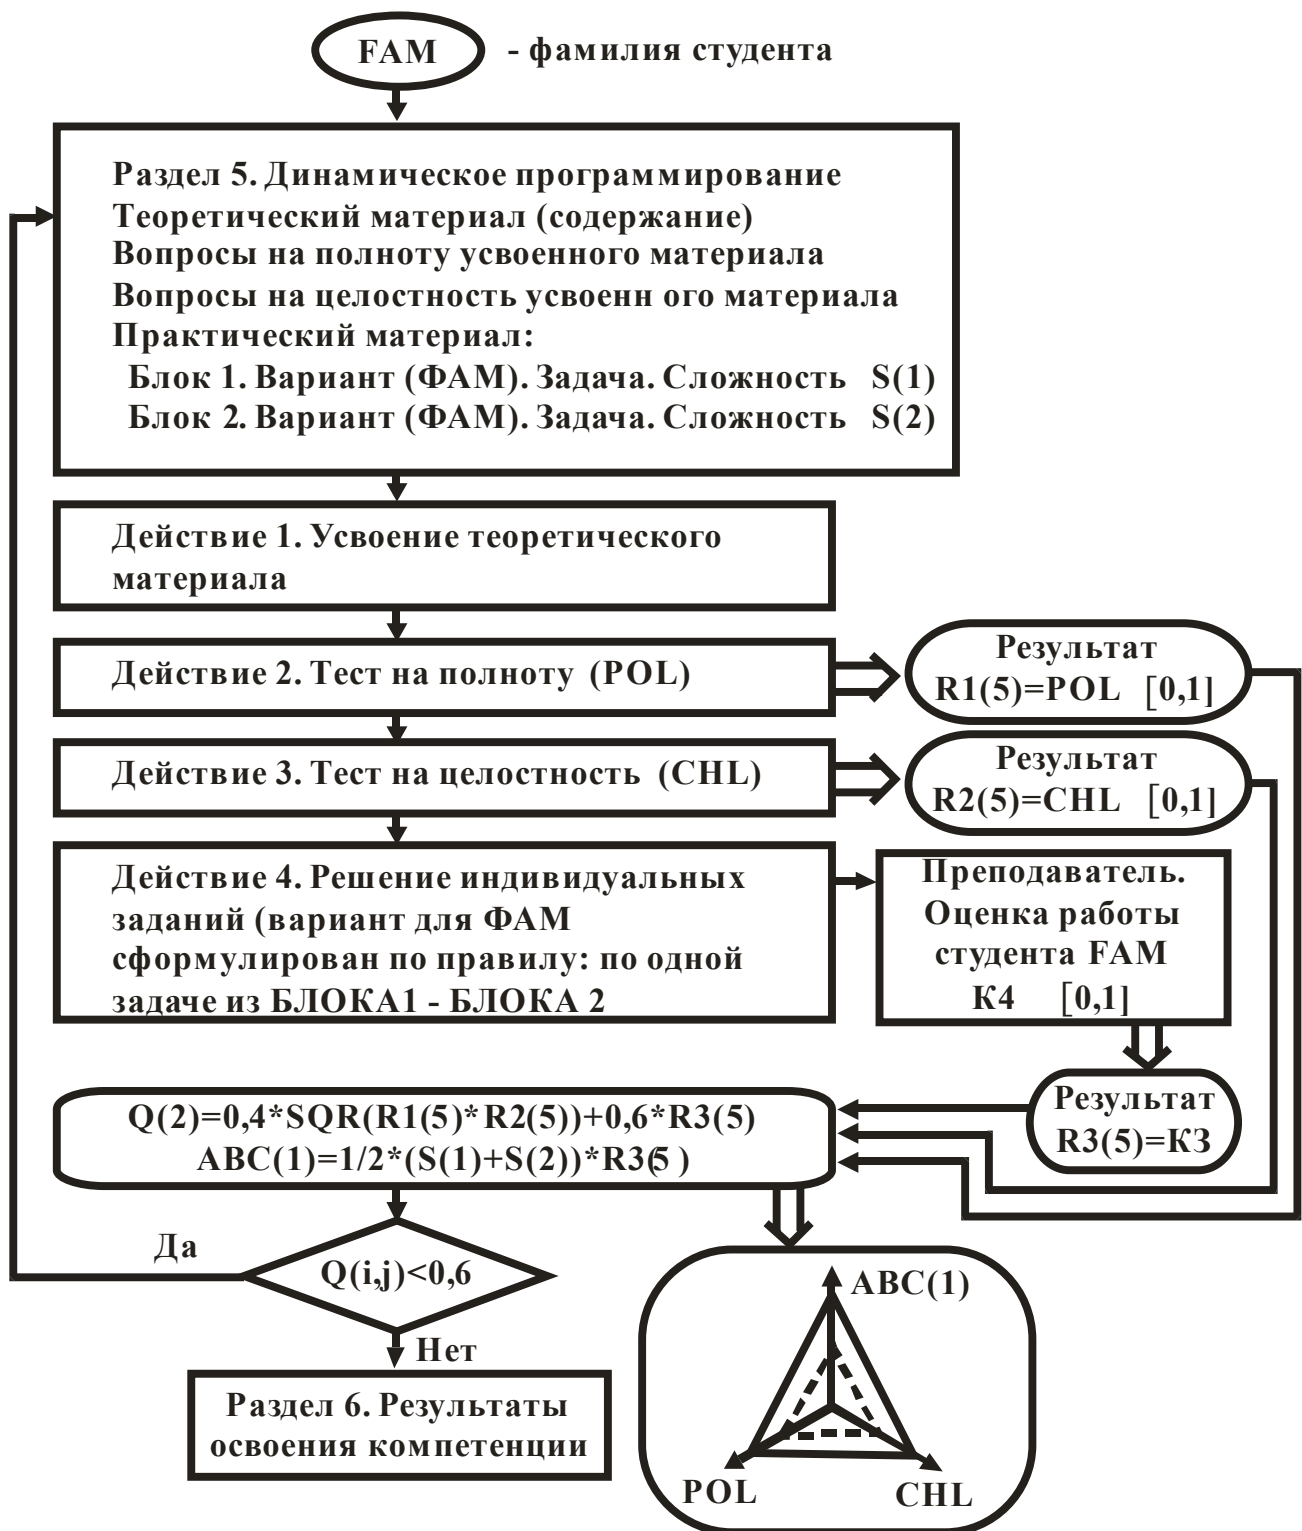 FAM - фамилия студента
Раздел 5. Динамическое программирование
Теоретический материал (содержание)
Вопросы на полноту усвоенного материала
Вопросы на целостность усвоенн ого материала
Практический материал:
Блок 1. Вариант (ФАМ). Задача. Сложность S(1)
Блок 2. Вариант (ФАМ). Задача. Сложность S(2)
Действие 1. Усвоение теоретического
материала
Действие 2. Тест на полноту (POL)
Результат
R1(5)=POL [0,1]
Действие 3. Тест на целостность (CHL)
Результат
R2(5)=CHL [0,1]
Действие 4. Решение индивидуальных
заданий (вариант для ФАМ
сформулирован по правилу: по одной
задаче из БЛОКА1 - БЛОКА 2
Преподаватель.
Оценка работы
студента FAM
К4 [0,1]
Результат
R3(5)=КЗ
Q(2)=0,4*SQR(R1(5)*R2(5))+0,6*R3(5)
ABC(1)=1/2*(S(1)+S(2))*R3(5 )
Да
Q(i,j)<0,6
Нет
Раздел 6. Результаты
освоения компетенции
ABC(1)
POL
CHL